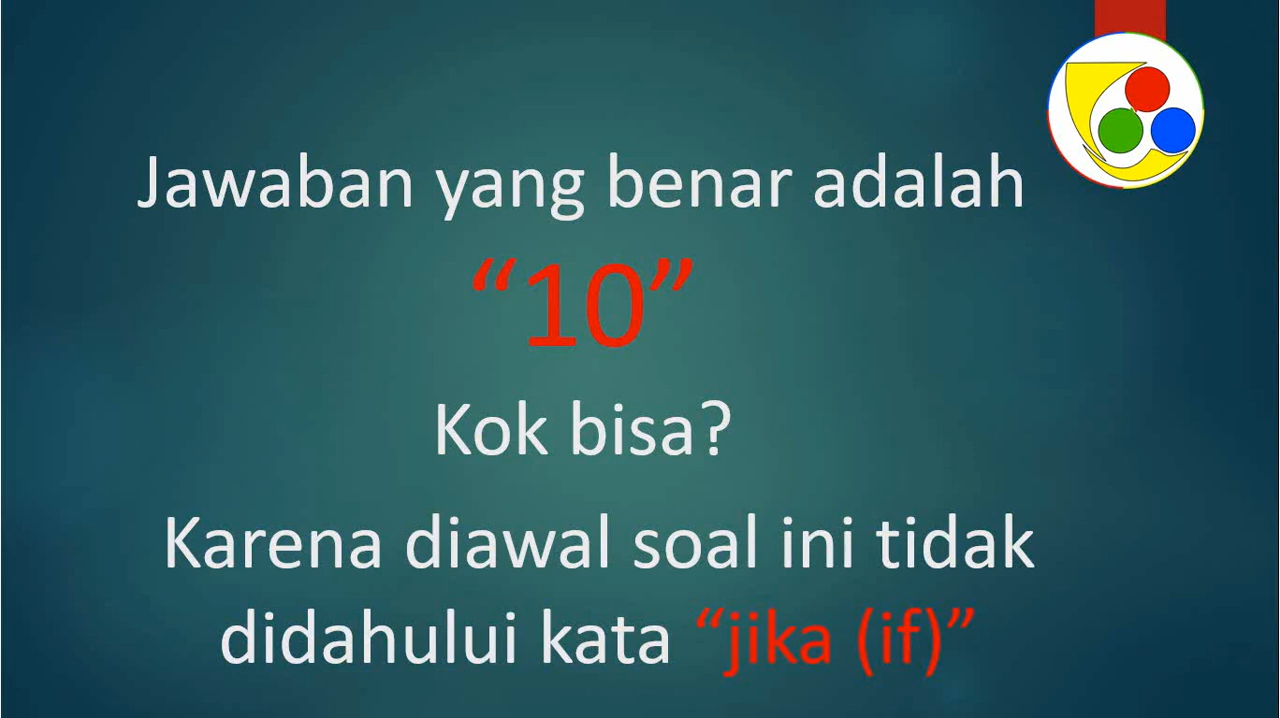 Jawaban yang benar adalah
“10”
Kok bisa?
Karena diawal soal ini tidak
didahului kata “jika (if)”